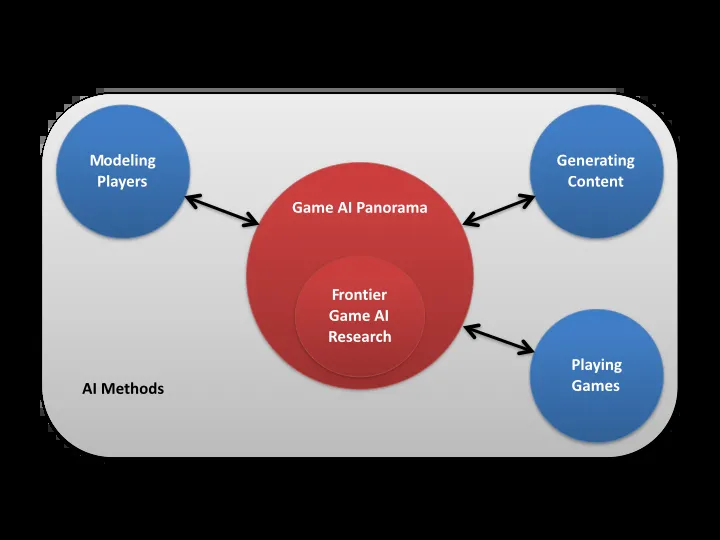 Modeling
Players
Generating
Content
Game AI Panorama
Frontier
Game AI
Research
Playing
Games
AI Methods